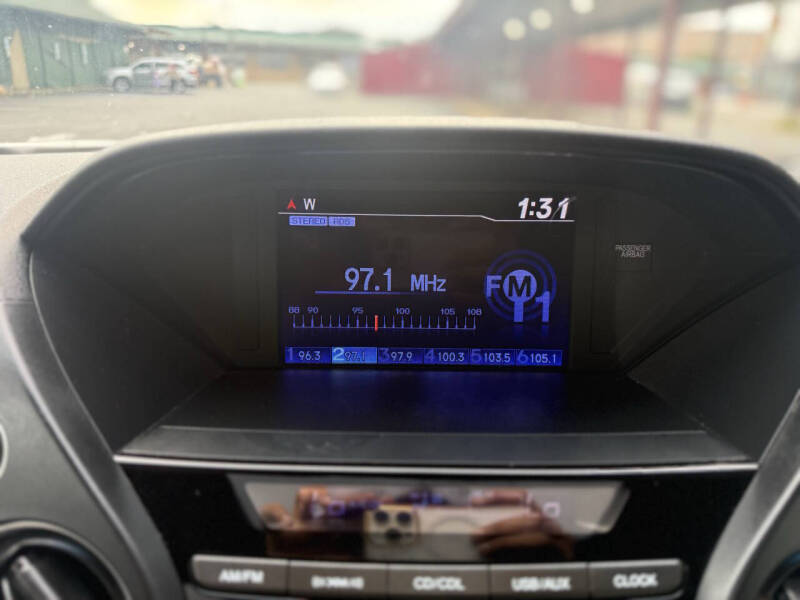 W 1:31
STEREO RDS
PASSENGER
AIRBAG
97.1 MHz
FM1
88 90 95 100 105 108
1 96.3 2 97.1 3 97.9 4 100.3 5 103.5 6 105.1
AM/FM CD/CDL USB/AUX CLOCK